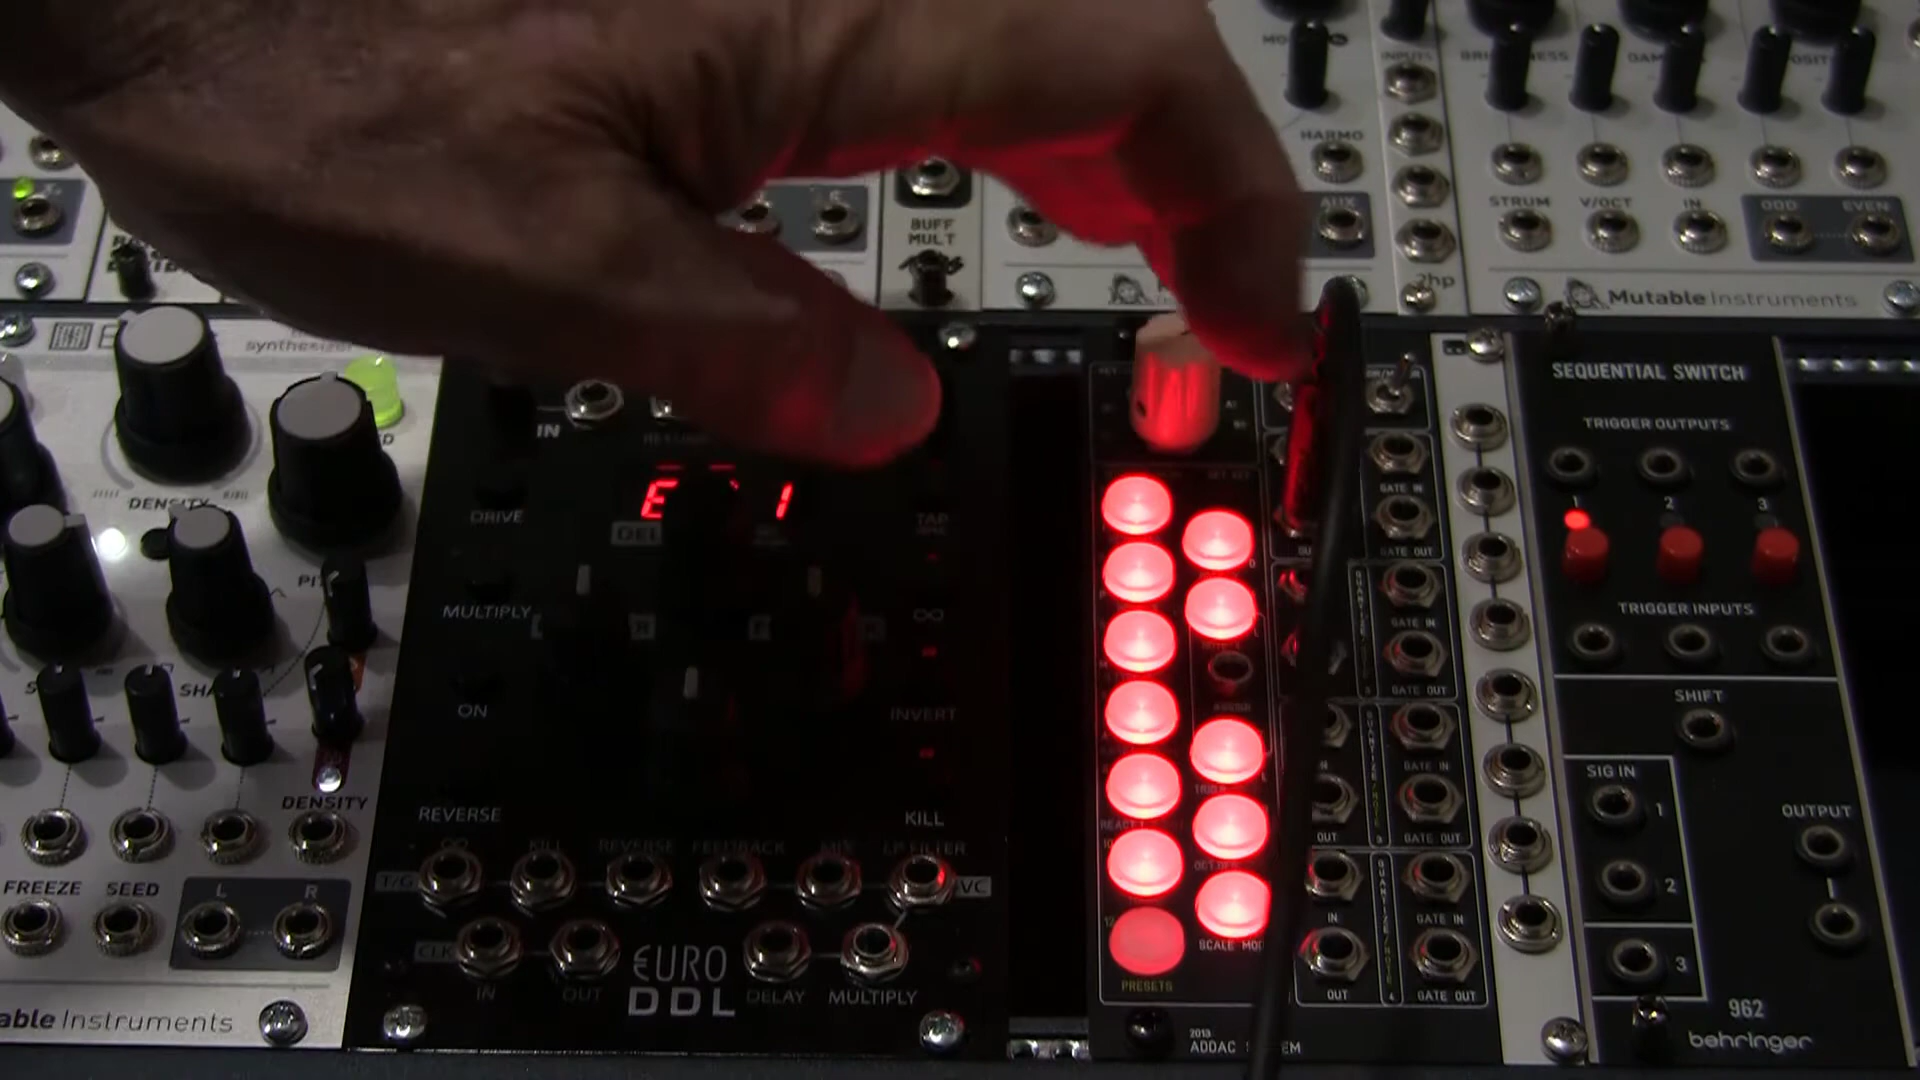 INPUTS
HARMO
AUX
STRUM
V/OCT
IN
ODD
EVEN
BUFF
MULT
2hp
Mutable Instruments
synthesizer
DENSITY
IN
DRIVE
MULTIPLY
ON
REVERSE
TAP
∞
INVERT
KILL
E 1
∞
KILL
REVERSE
FEEDBACK
MIX
LP FILTER
T/G
VC
CLK
IN
OUT
EURO
DDL
DELAY
MULTIPLY
DENSITY
FREEZE
SEED
L
R
able Instruments
PRESETS
2013
GATE IN
GATE OUT
GATE IN
GATE OUT
GATE IN
OUT
GATE OUT
IN
GATE IN
OUT
GATE OUT
SEQUENTIAL SWITCH
TRIGGER OUTPUTS
1
2
3
TRIGGER INPUTS
SHIFT
SIG IN
1
2
3
OUTPUT
962
behringer